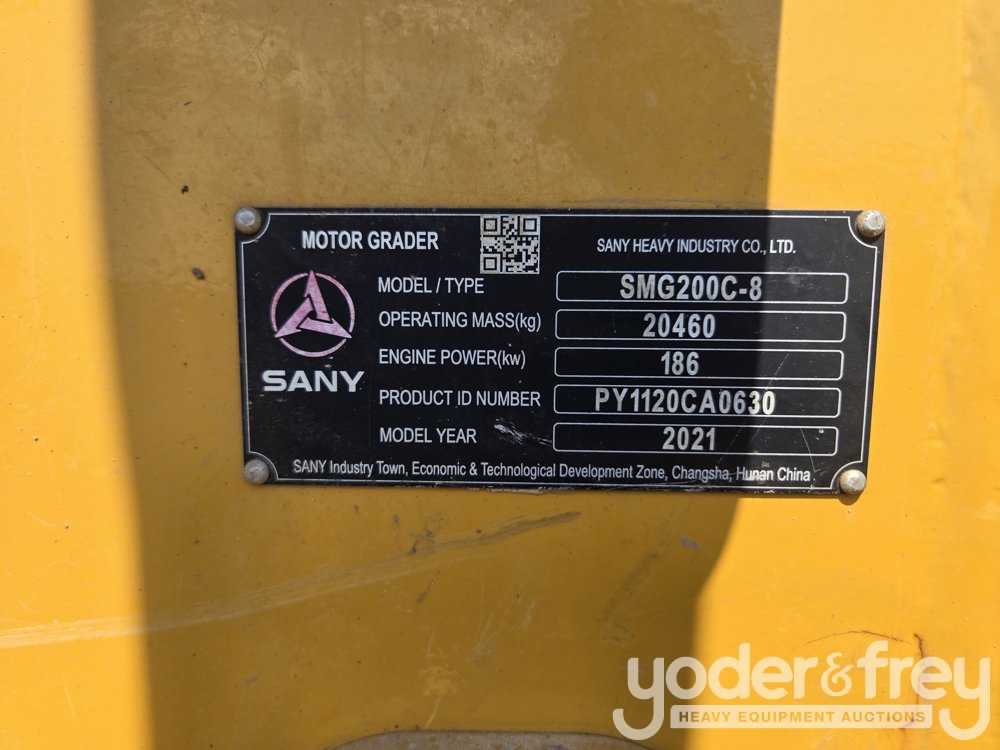 MOTOR GRADER
SANY HEAVY INDUSTRY CO., LTD.
SANY
MODEL / TYPE SMG200C-8
OPERATING MASS(kg) 20460
ENGINE POWER(kw) 186
PRODUCT ID NUMBER PY1120CA0630
MODEL YEAR 2021
SANY Industry Town, Economic & Technological Development Zone, Changsha, Hunan China
yoder&frey
HEAVY EQUIPMENT AUCTIONS